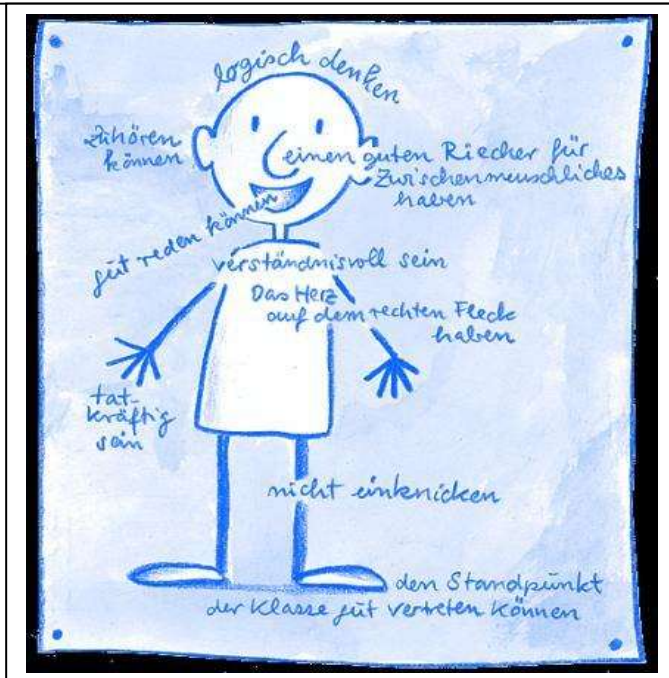 logisch denken
zuhören
können
einen guten Riecher für
Zwischenmenschliches
haben
gut reden können
verständnisvoll sein
Das Herz
auf dem rechten Fleck
haben
tat-
kräftig
sein
nicht einknicken
den Standpunkt
der Klasse gut vertreten können